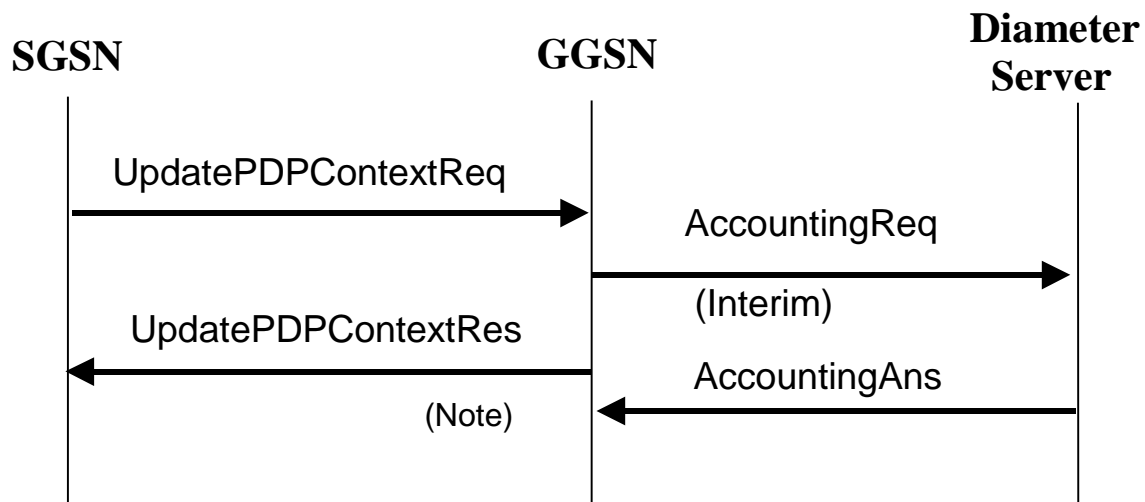 SGSN
GGSN
Diameter
Server
UpdatePDPContextReq
AccountingReq
(Interim)
UpdatePDPContextRes
AccountingAns
(Note)